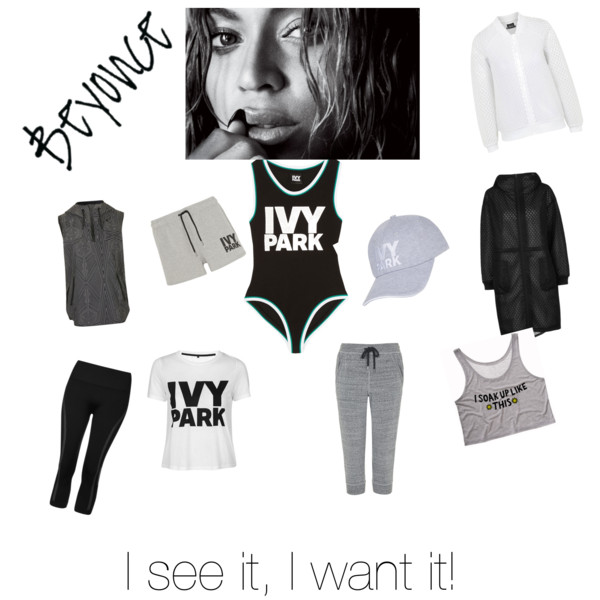 BEYONCE
IVY
PARK
IVY
PARK
IVY
PARK
IVY
PARK
IVY
PARK
I SOAK UP LIKE
THIS
I see it, I want it!